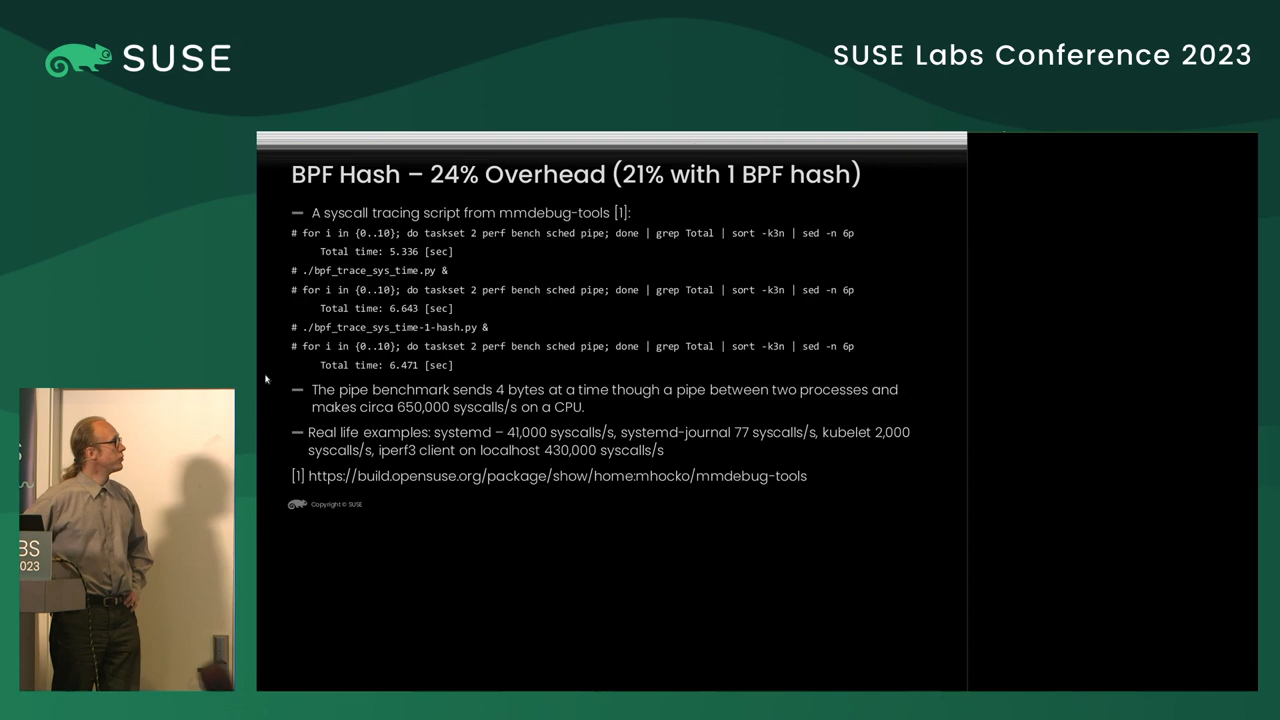 SUSE
SUSE Labs Conference 2023
BPF Hash – 24% Overhead (21% with 1 BPF hash)
— A syscall tracing script from mmdebug-tools [1]:
# for i in {0..10}; do taskset 2 perf bench sched pipe; done | grep Total | sort -k3n | sed -n 6p
Total time: 5.336 [sec]
# ./bpf_trace_sys_time.py &
# for i in {0..10}; do taskset 2 perf bench sched pipe; done | grep Total | sort -k3n | sed -n 6p
Total time: 6.643 [sec]
# ./bpf_trace_sys_time-1-hash.py &
# for i in {0..10}; do taskset 2 perf bench sched pipe; done | grep Total | sort -k3n | sed -n 6p
Total time: 6.471 [sec]
— The pipe benchmark sends 4 bytes at a time though a pipe between two processes and
makes circa 650,000 syscalls/s on a CPU.
— Real life examples: systemd – 41,000 syscalls/s, systemd-journal 77 syscalls/s, kubelet 2,000
syscalls/s, iperf3 client on localhost 430,000 syscalls/s
[1] https://build.opensuse.org/package/show/home:mhocko/mmdebug-tools
Copyright © SUSE
BS
023